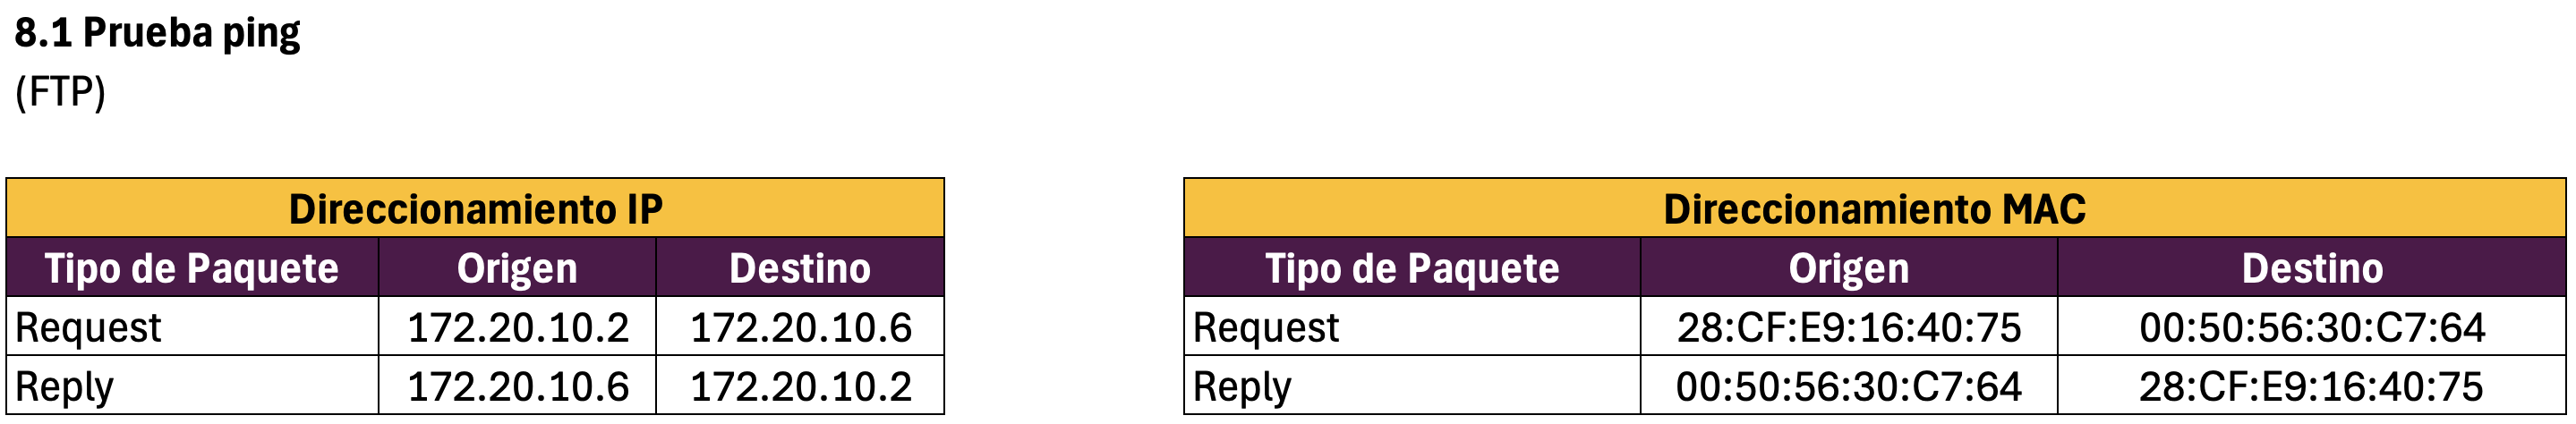 8.1 Prueba ping
(FTP)
Direccionamiento IP
Tipo de Paquete Origen Destino
Request 172.20.10.2 172.20.10.6
Reply 172.20.10.6 172.20.10.2
Direccionamiento MAC
Tipo de Paquete Origen Destino
Request 28:CF:E9:16:40:75 00:50:56:30:C7:64
Reply 00:50:56:30:C7:64 28:CF:E9:16:40:75